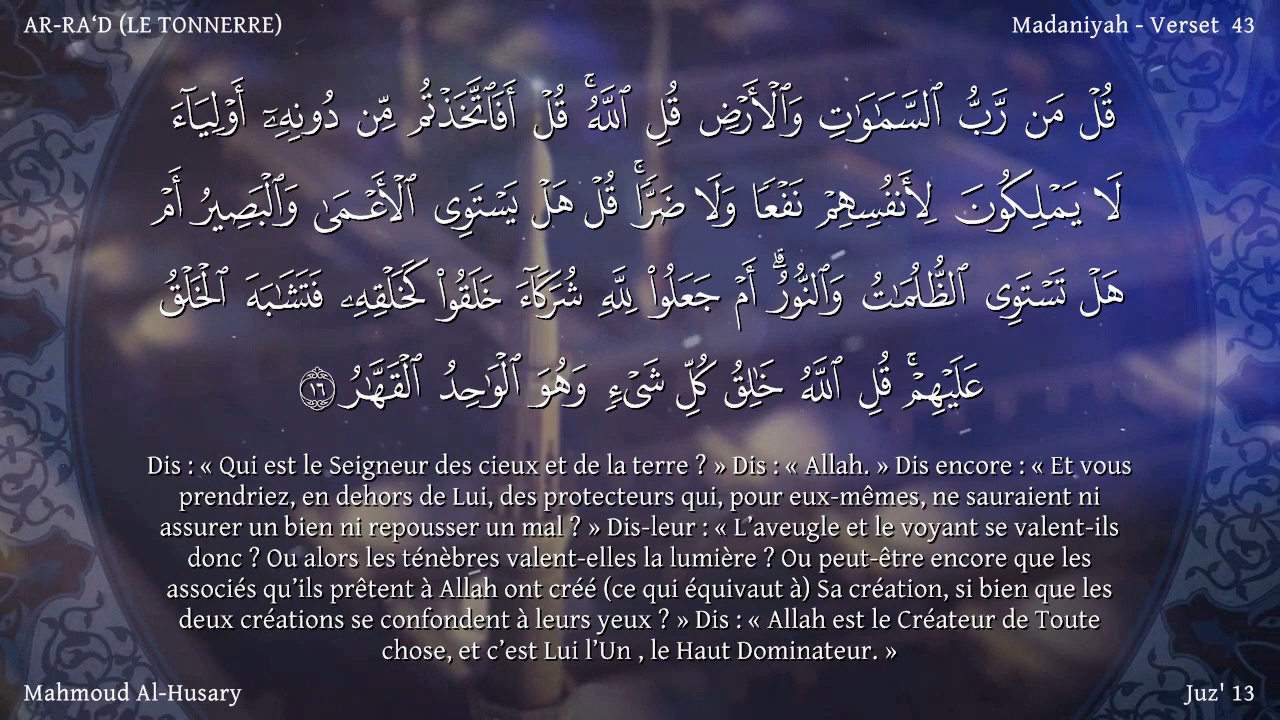 AR-RA‘D (LE TONNERRE)
Madaniyah - Verset 43
قُلْ مَن رَّبُّ ٱلسَّمَـٰوَٰتِ وَٱلْأَرْضِ قُلِ ٱللَّهُ ۚ قُلْ أَفَٱتَّخَذْتُم مِّن دُونِهِۦٓ أَوْلِيَآءَ
لَا يَمْلِكُونَ لِأَنفُسِهِمْ نَفْعًا وَلَا ضَرًّا ۚ قُلْ هَلْ يَسْتَوِى ٱلْأَعْمَىٰ وَٱلْبَصِيرُ أَمْ
هَلْ تَسْتَوِى ٱلظُّلُمَـٰتُ وَٱلنُّورُ ۗ أَمْ جَعَلُوا۟ لِلَّهِ شُرَكَآءَ خَلَقُوا۟ كَخَلْقِهِۦ فَتَشَـٰبَهَ ٱلْخَلْقُ
عَلَيْهِمْ ۚ قُلِ ٱللَّهُ خَـٰلِقُ كُلِّ شَىْءٍ وَهُوَ ٱلْوَٰحِدُ ٱلْقَهَّـٰرُ ١٦
Dis : « Qui est le Seigneur des cieux et de la terre ? » Dis : « Allah. » Dis encore : « Et vous
prendriez, en dehors de Lui, des protecteurs qui, pour eux-mêmes, ne sauraient ni
assurer un bien ni repousser un mal ? » Dis-leur : « L’aveugle et le voyant se valent-ils
donc ? Ou alors les ténèbres valent-elles la lumière ? Ou peut-être encore que les
associés qu’ils prêtent à Allah ont créé (ce qui équivaut à) Sa création, si bien que les
deux créations se confondent à leurs yeux ? » Dis : « Allah est le Créateur de Toute
chose, et c’est Lui l’Un , le Haut Dominateur. »
Mahmoud Al-Husary
Juz' 13